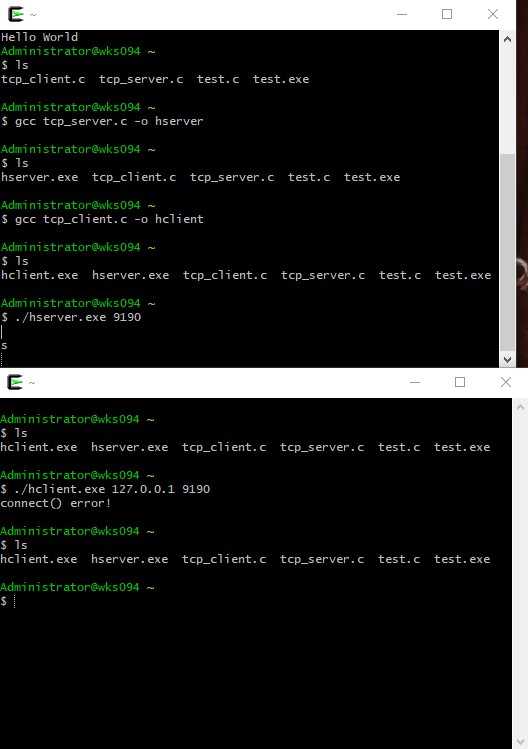 ~
Hello World
Administrator@wks094 ~
$ ls
tcp_client.c  tcp_server.c  test.c  test.exe
Administrator@wks094 ~
$ gcc tcp_server.c -o hserver
Administrator@wks094 ~
$ ls
hserver.exe  tcp_client.c  tcp_server.c  test.c  test.exe
Administrator@wks094 ~
$ gcc tcp_client.c -o hclient
Administrator@wks094 ~
$ ls
hclient.exe  hserver.exe  tcp_client.c  tcp_server.c  test.c  test.exe
Administrator@wks094 ~
$ ./hserver.exe 9190
s
~
Administrator@wks094 ~
$ ls
hclient.exe  hserver.exe  tcp_client.c  tcp_server.c  test.c  test.exe
Administrator@wks094 ~
$ ./hclient.exe 127.0.0.1 9190
connect() error!
Administrator@wks094 ~
$ ls
hclient.exe  hserver.exe  tcp_client.c  tcp_server.c  test.c  test.exe
Administrator@wks094 ~
$